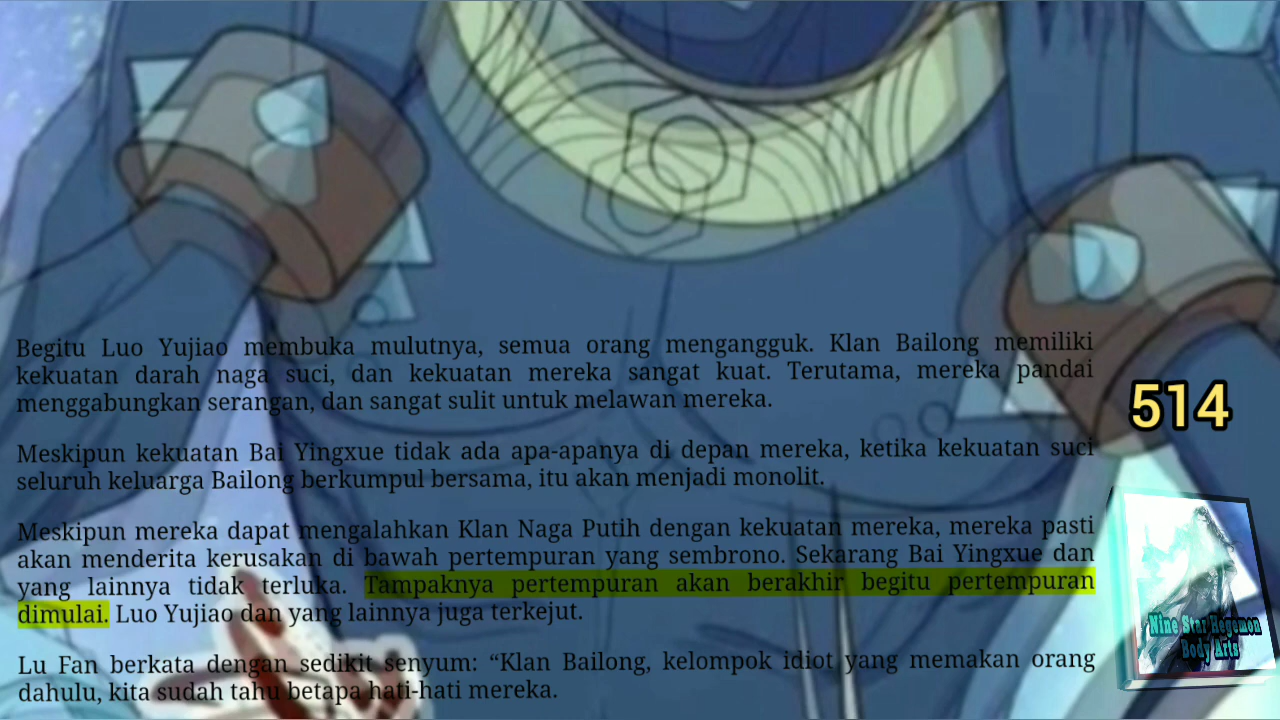 Begitu Luo Yujiao membuka mulutnya, semua orang mengangguk. Klan Bailong memiliki
kekuatan darah naga suci, dan kekuatan mereka sangat kuat. Terutama, mereka pandai
menggabungkan serangan, dan sangat sulit untuk melawan mereka.
Meskipun kekuatan Bai Yingxue tidak ada apa-apanya di depan mereka, ketika kekuatan suci
seluruh keluarga Bailong berkumpul bersama, itu akan menjadi monolit.
Meskipun mereka dapat mengalahkan Klan Naga Putih dengan kekuatan mereka, mereka pasti
akan menderita kerusakan di bawah pertempuran yang sembrono. Sekarang Bai Yingxue dan
yang lainnya tidak terluka. Tampaknya pertempuran akan berakhir begitu pertempuran
dimulai. Luo Yujiao dan yang lainnya juga terkejut.
Lu Fan berkata dengan sedikit senyum: “Klan Bailong, kelompok idiot yang memakan orang
dahulu, kita sudah tahu betapa hati-hati mereka.
514
Nine Star Hegemon
Body Arts